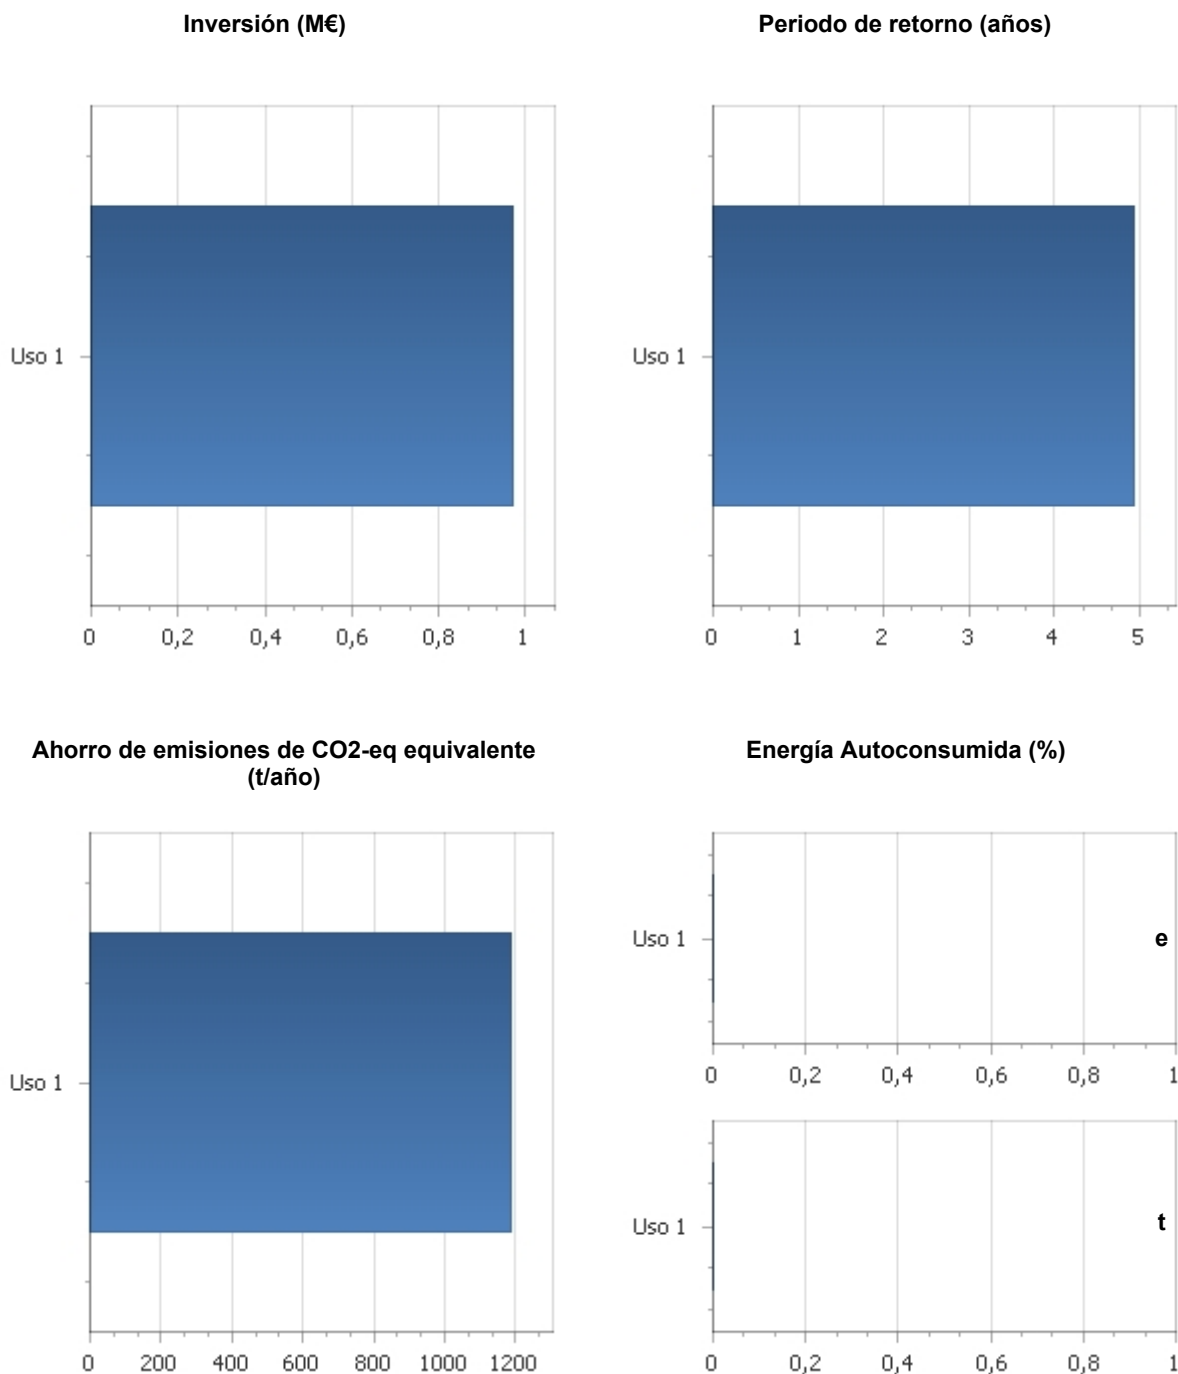 Inversión (M€)
Periodo de retorno (años)
Uso 1
0 0,2 0,4 0,6 0,8 1
Uso 1
0 1 2 3 4 5
Ahorro de emisiones de CO2-eq equivalente
(t/año)
Energía Autoconsumida (%)
Uso 1
0 200 400 600 800 1000 1200
Uso 1
e
0 0,2 0,4 0,6 0,8 1
Uso 1
t
0 0,2 0,4 0,6 0,8 1